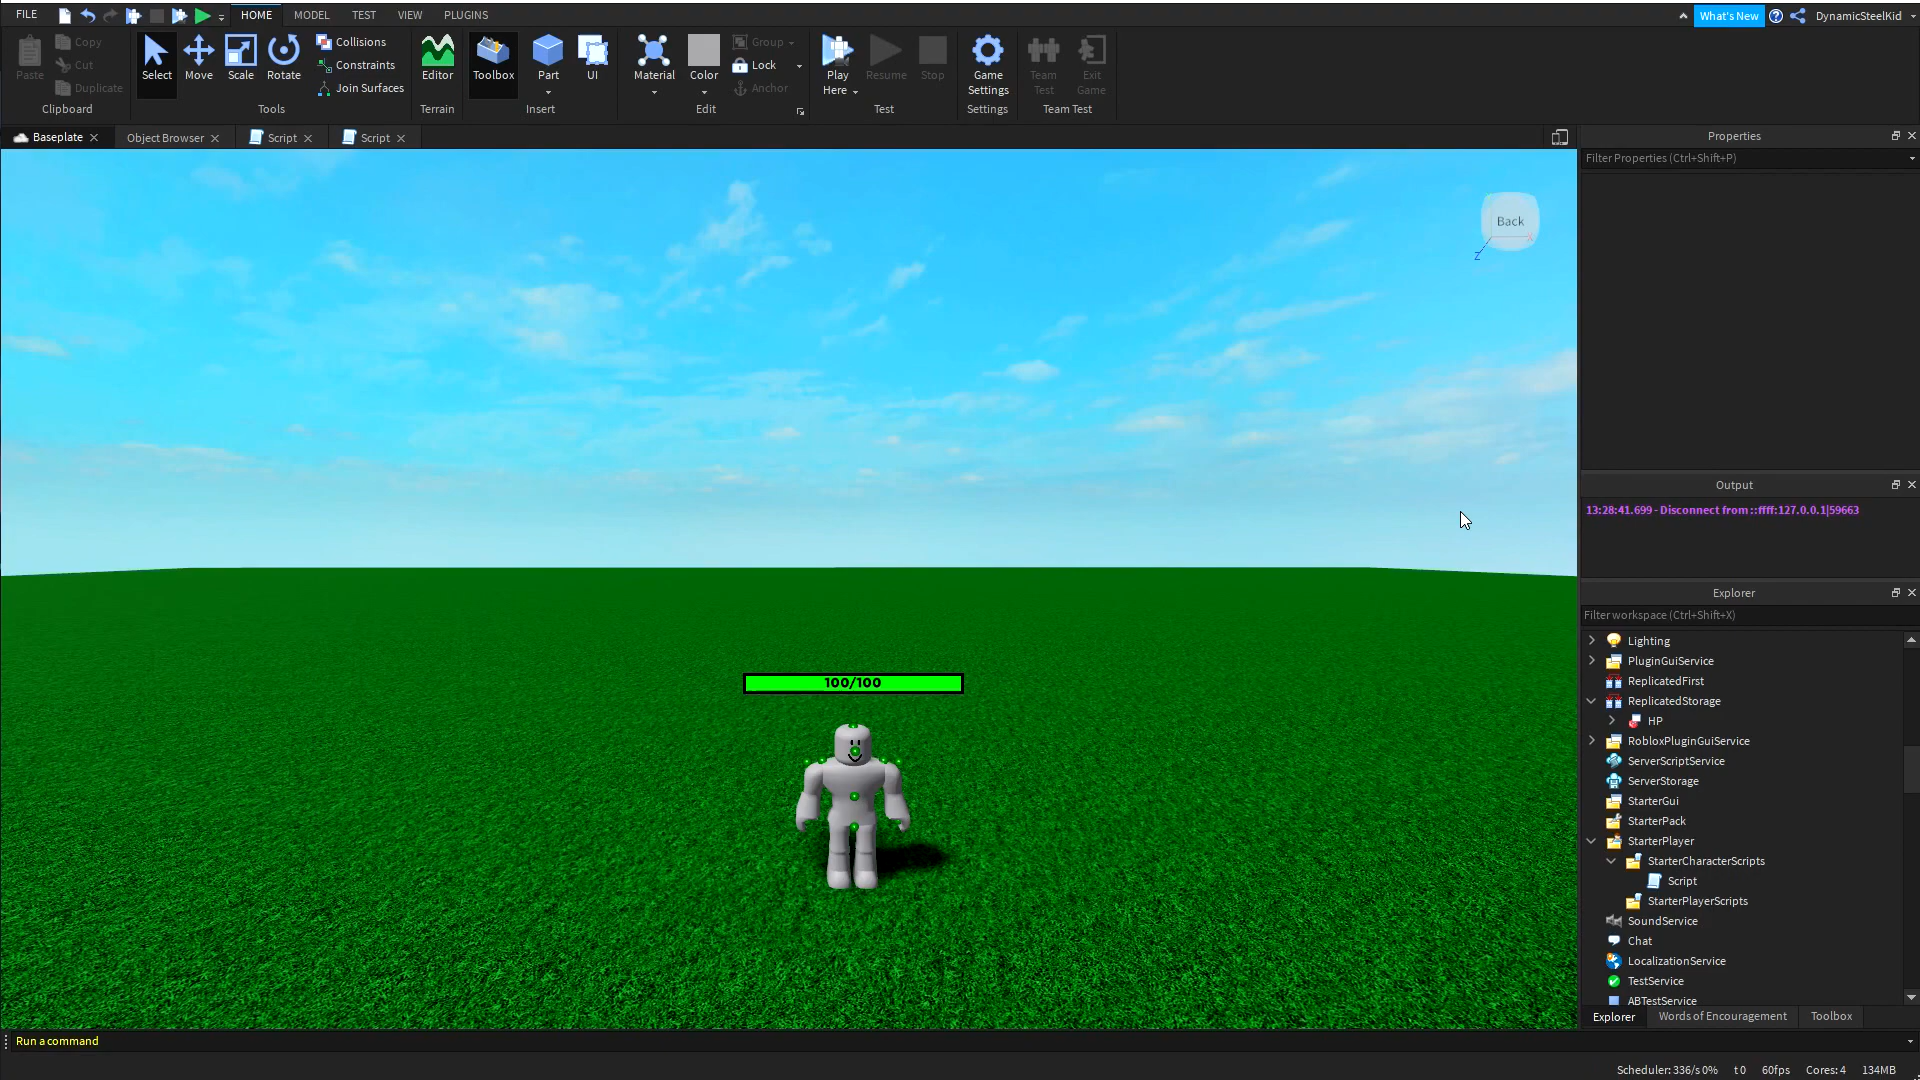 FILE HOME MODEL TEST VIEW PLUGINS What's New DynamicSteelKid
Paste Copy Cut Duplicate Clipboard
Select Move Scale Rotate Collisions Constraints Join Surfaces Tools
Editor Terrain
Toolbox Part UI Insert
Material Color Group Lock Anchor Edit
Play Here Resume Stop Test
Game Settings Settings
Team Test Exit Game Team Test
Baseplate Object Browser Script Script
Back
X
Z
100/100
Properties
Filter Properties (Ctrl+Shift+P)
Output
13:28:41.699 - Disconnect from ::ffff:127.0.0.1|59663
Explorer
Filter workspace (Ctrl+Shift+X)
Lighting
PluginGuiService
ReplicatedFirst
ReplicatedStorage
HP
RobloxPluginGuiService
ServerScriptService
ServerStorage
StarterGui
StarterPack
StarterPlayer
StarterCharacterScripts
Script
StarterPlayerScripts
SoundService
Chat
LocalizationService
TestService
ABTestService
Explorer Words of Encouragement Toolbox
Run a command
Scheduler: 336/s 0% t 0 60fps Cores: 4 134MB